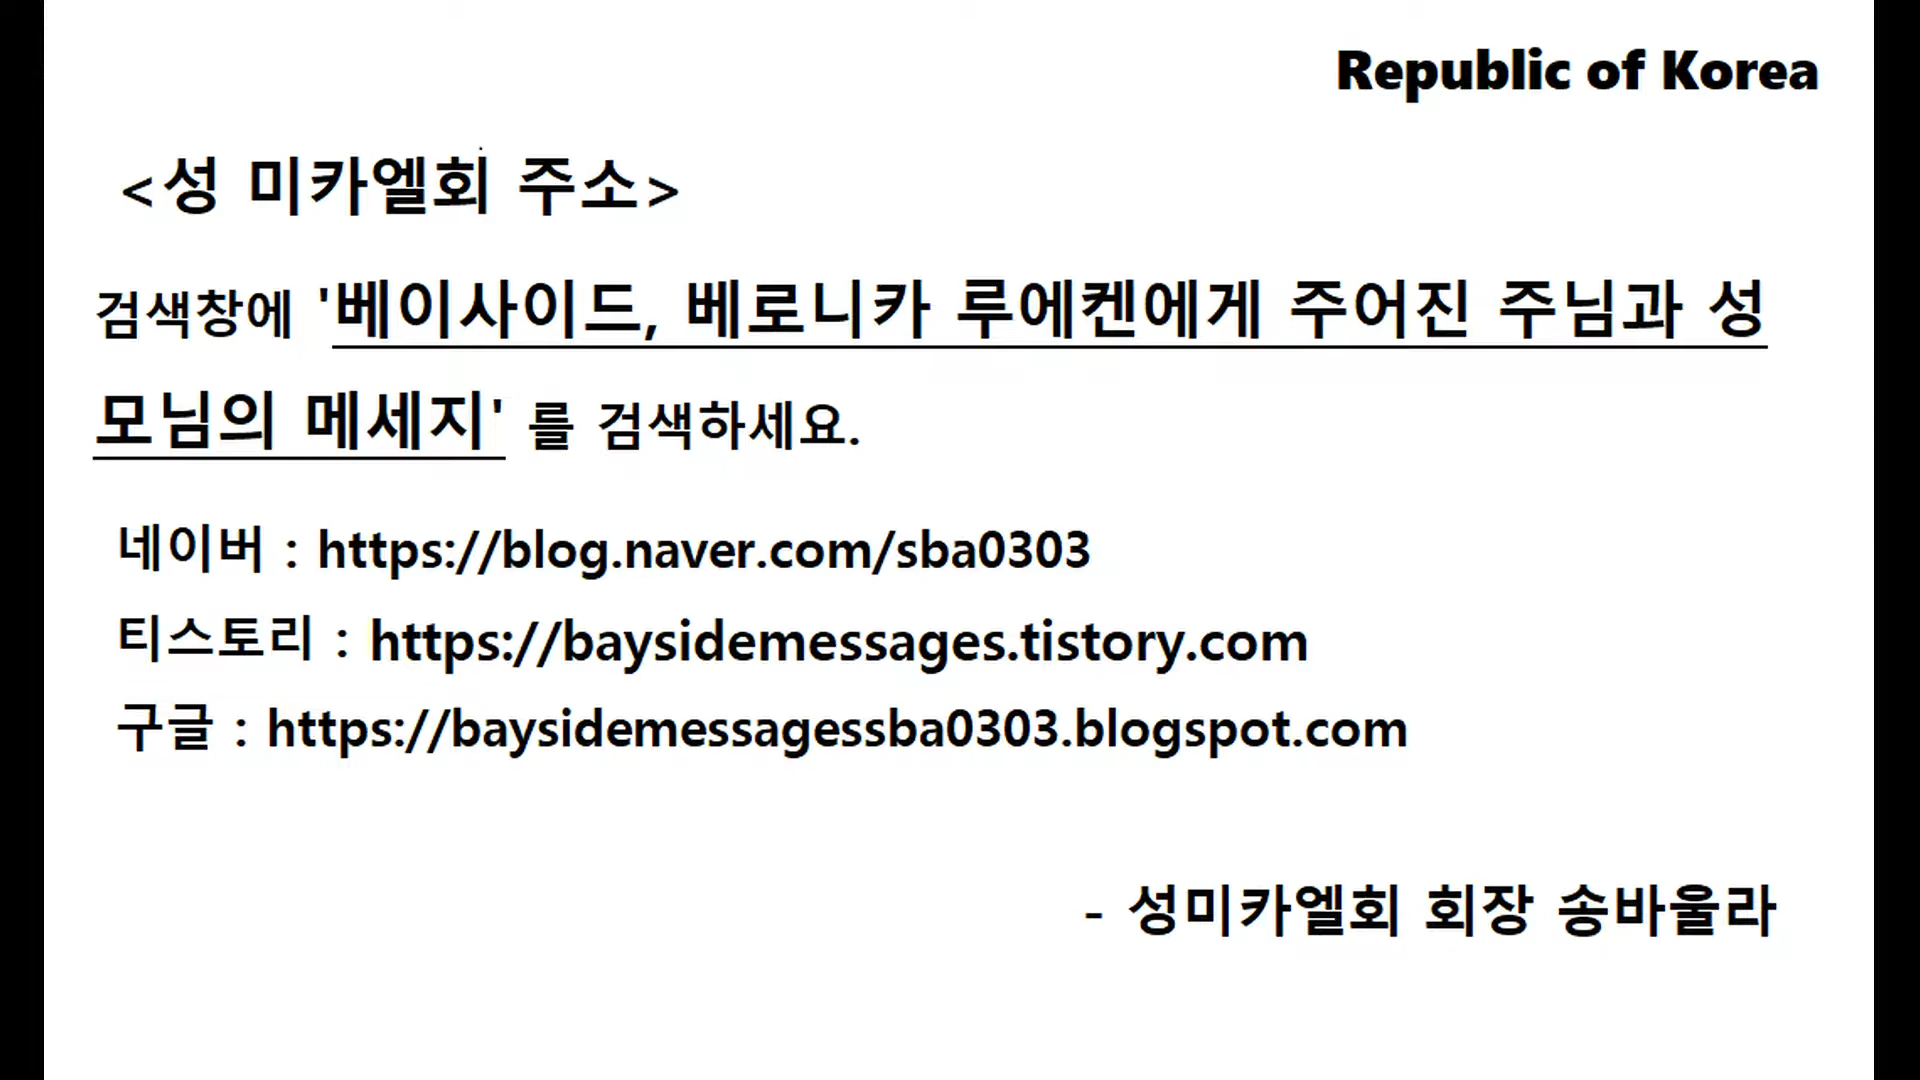 Republic of Korea
<성 미카엘회 주소>
검색창에 '베이사이드, 베로니카 루에켄에게 주어진 주님과 성
모님의 메세지' 를 검색하세요.
네이버 : https://blog.naver.com/sba0303
티스토리 : https://baysidemessages.tistory.com
구글 : https://baysidemessagessba0303.blogspot.com
- 성미카엘회 회장 송바울라